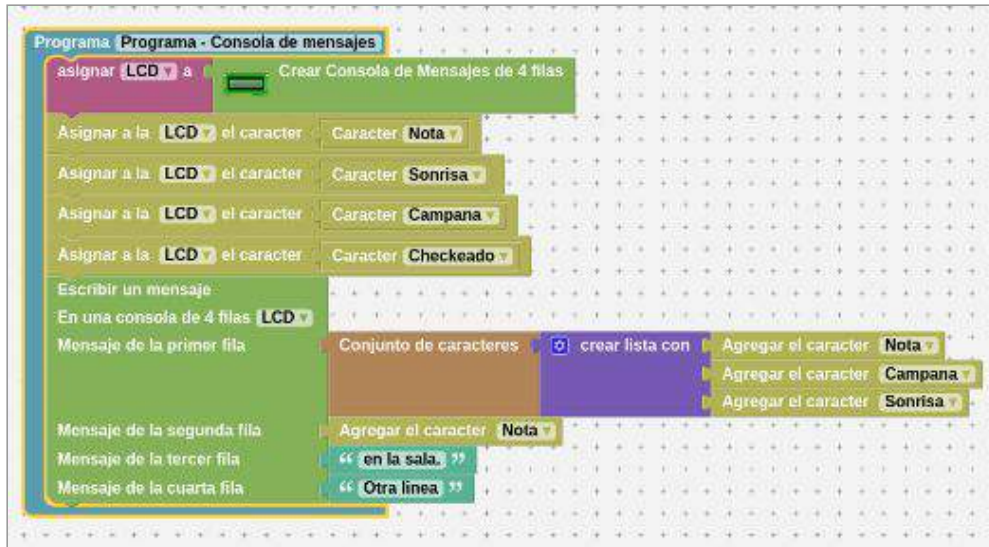 Programa Programa - Consola de mensajes
asignar LCD a Crear Consola de Mensajes de 4 filas
Asignar a la LCD el caracter Caracter Nota
Asignar a la LCD el caracter Caracter Sonrisa
Asignar a la LCD el caracter Caracter Campana
Asignar a la LCD el caracter Caracter Checkeado
Escribir un mensaje
En una consola de 4 filas LCD
Mensaje de la primer fila Conjunto de caracteres crear lista con Agregar el caracter Nota
Agregar el caracter Campana
Agregar el caracter Sonrisa
Mensaje de la segunda fila Agregar el caracter Nota
Mensaje de la tercer fila “ en la sala. ”
Mensaje de la cuarta fila “ Otra linea ”